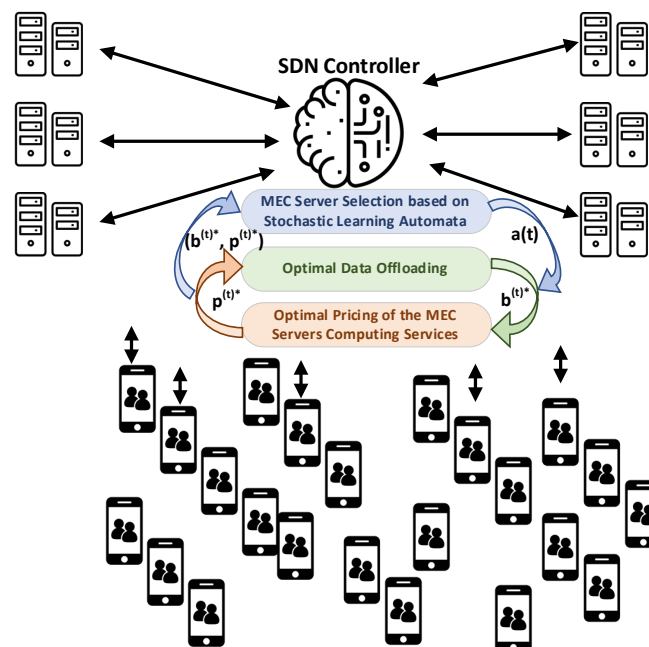 SDN Controller
MEC Server Selection based on
Stochastic Learning Automata
(b(t)*, p(t)*)
a(t)
Optimal Data Offloading
p(t)*
b(t)*
Optimal Pricing of the MEC
Servers Computing Services